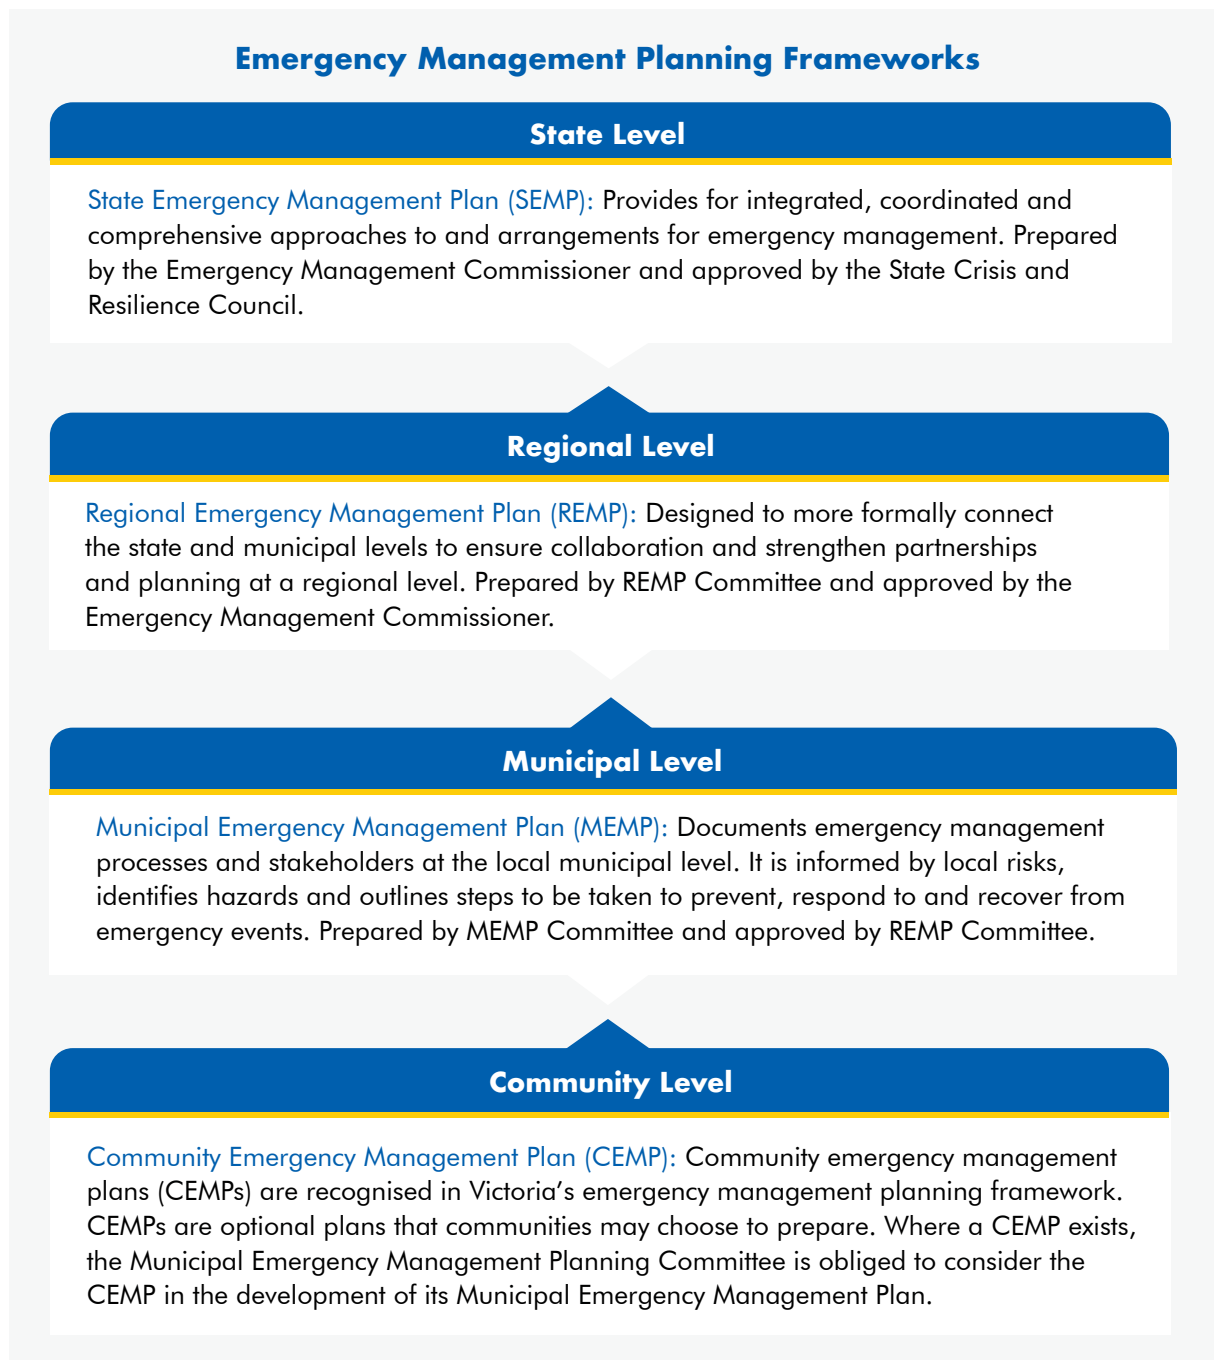 Emergency Management Planning Frameworks
State Level
State Emergency Management Plan (SEMP): Provides for integrated, coordinated and
comprehensive approaches to and arrangements for emergency management. Prepared
by the Emergency Management Commissioner and approved by the State Crisis and
Resilience Council.
Regional Level
Regional Emergency Management Plan (REMP): Designed to more formally connect
the state and municipal levels to ensure collaboration and strengthen partnerships
and planning at a regional level. Prepared by REMP Committee and approved by the
Emergency Management Commissioner.
Municipal Level
Municipal Emergency Management Plan (MEMP): Documents emergency management
processes and stakeholders at the local municipal level. It is informed by local risks,
identifies hazards and outlines steps to be taken to prevent, respond to and recover from
emergency events. Prepared by MEMP Committee and approved by REMP Committee.
Community Level
Community Emergency Management Plan (CEMP): Community emergency management
plans (CEMPs) are recognised in Victoria’s emergency management planning framework.
CEMPs are optional plans that communities may choose to prepare. Where a CEMP exists,
the Municipal Emergency Management Planning Committee is obliged to consider the
CEMP in the development of its Municipal Emergency Management Plan.